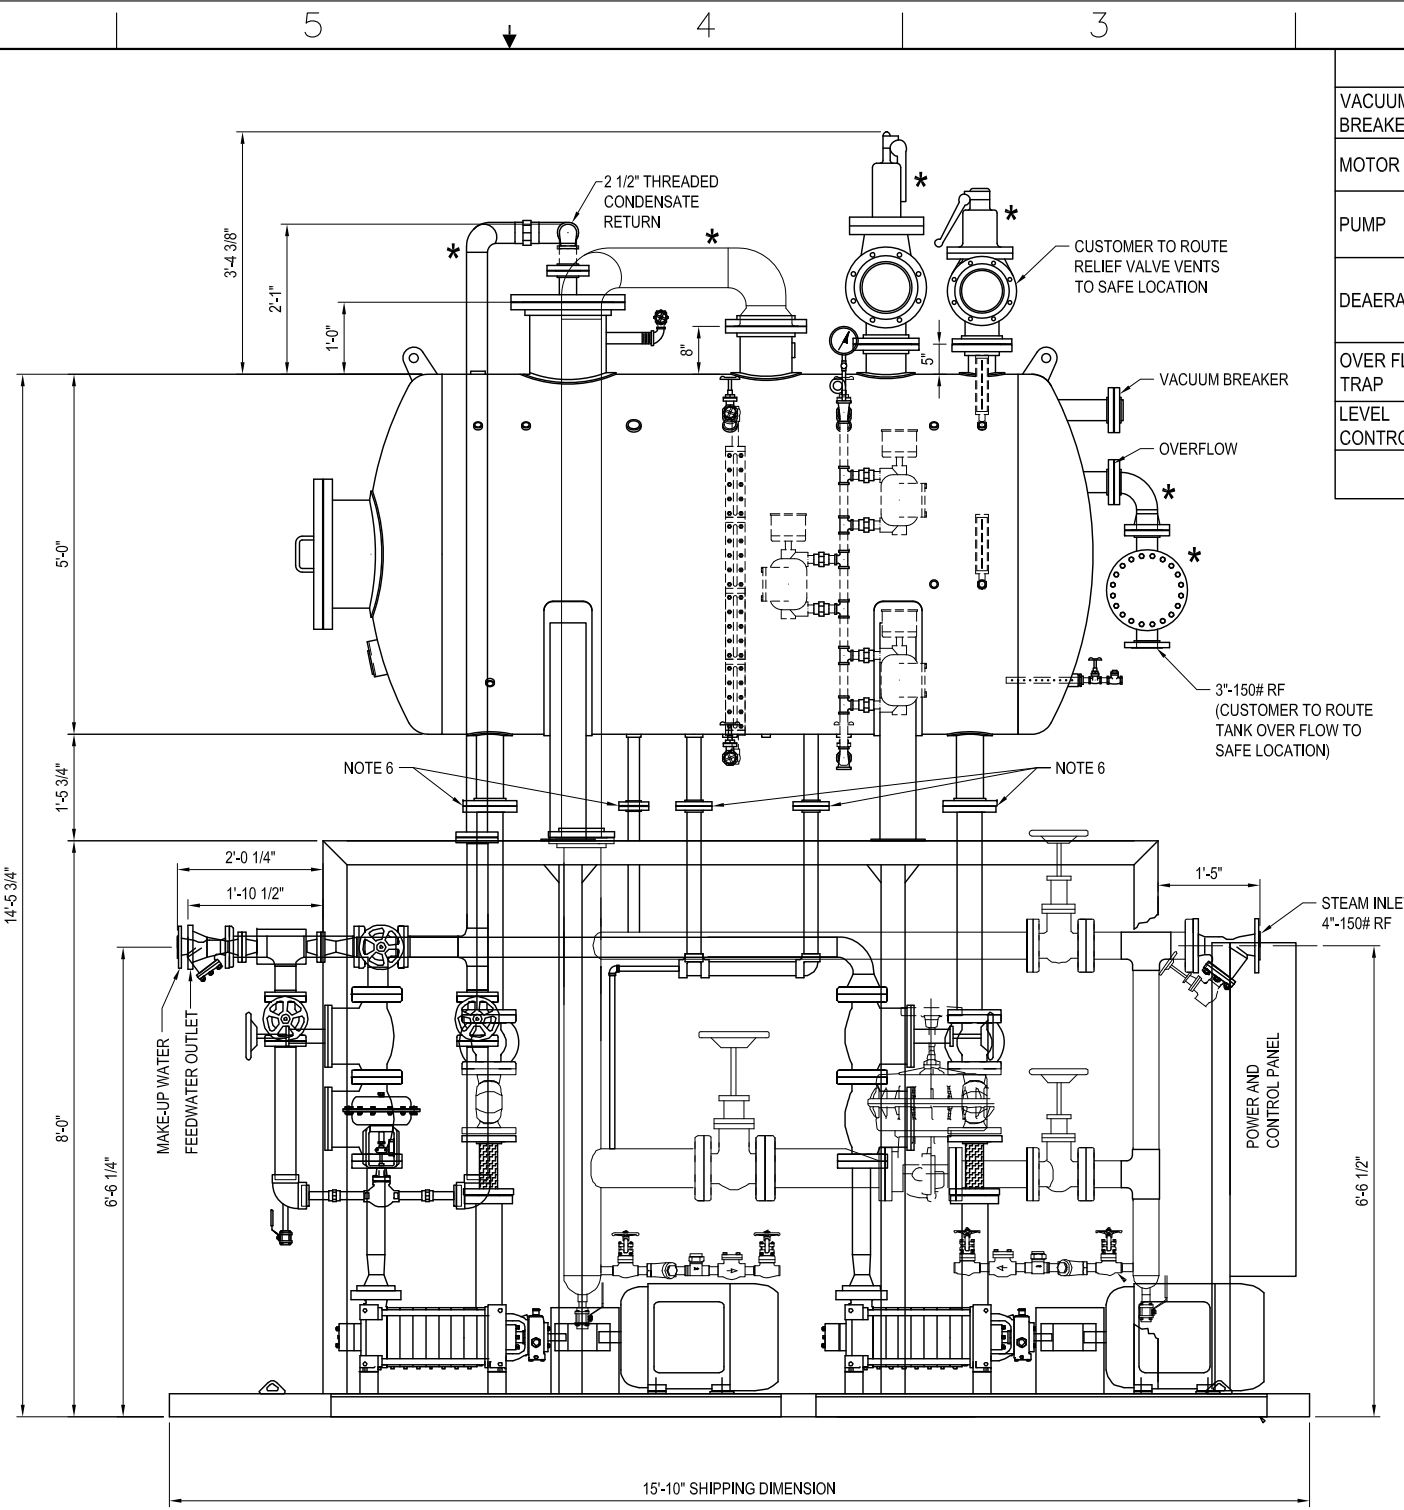 5
4
3
VACUUM
BREAKE
MOTOR
PUMP
DEAERA
OVER FL
TRAP
LEVEL
CONTRO
3'-4 3/8"
2'-1"
1'-0"
2 1/2" THREADED
CONDENSATE
RETURN
*
*
*
*
CUSTOMER TO ROUTE
RELIEF VALVE VENTS
TO SAFE LOCATION
8"
5"
VACUUM BREAKER
OVERFLOW
*
*
3"-150# RF
(CUSTOMER TO ROUTE
TANK OVER FLOW TO
SAFE LOCATION)
5'-0"
1'-5 3/4"
NOTE 6
NOTE 6
14'-5 3/4"
2'-0 1/4"
1'-10 1/2"
1'-5"
STEAM INLE
4"-150# RF
MAKE-UP WATER
FEEDWATER OUTLET
8'-0"
6'-6 1/4"
POWER AND
CONTROL PANEL
6'-6 1/2"
15'-10" SHIPPING DIMENSION